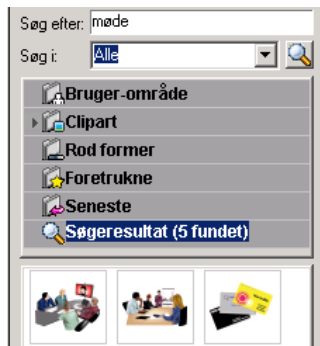 Søg efter: møde
Søg i: Alle
Bruger-område
Clipart
Rod former
Foretrukne
Seneste
Søgeresultat (5 fundet)